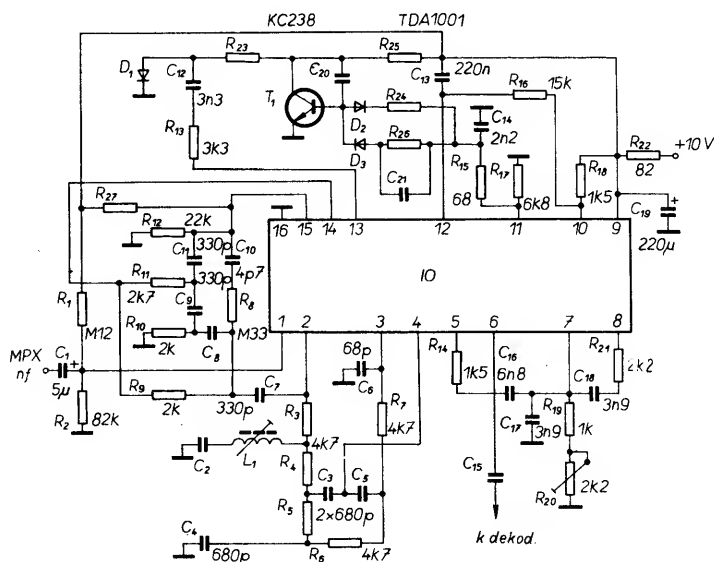 KC238 TDA1001
D1 C12 R23 C20 R25 C13 220n R16 15k
3n3 T1 R24 C14 2n2
R13 3k3 D2 D3 R26 C21 R15 68 R17 6k8 R18 1k5 R22 82 +10V
C19 + 220µ
R27
R12 22k
16 15 14 13 12 11 10 9
C11 330p C10 4p7
R11 2k7 330p
IO
R1 M12 C9 R8 M33
R10 2k C8
1 2 3 4 5 6 7 8
MPX nf C1 + 5µ
R9 2k C7 330p
R2 82k
68p C6 R7 4k7
R14 1k5 C16 6n8 C18 3n9 R21 2k2
R3 4k7
C17 3n9 R19 1k
C2 L1 R4
C3 C5 2×680p
C15 R20 2k2
R5
C4 680p R6 4k7
k dekod.